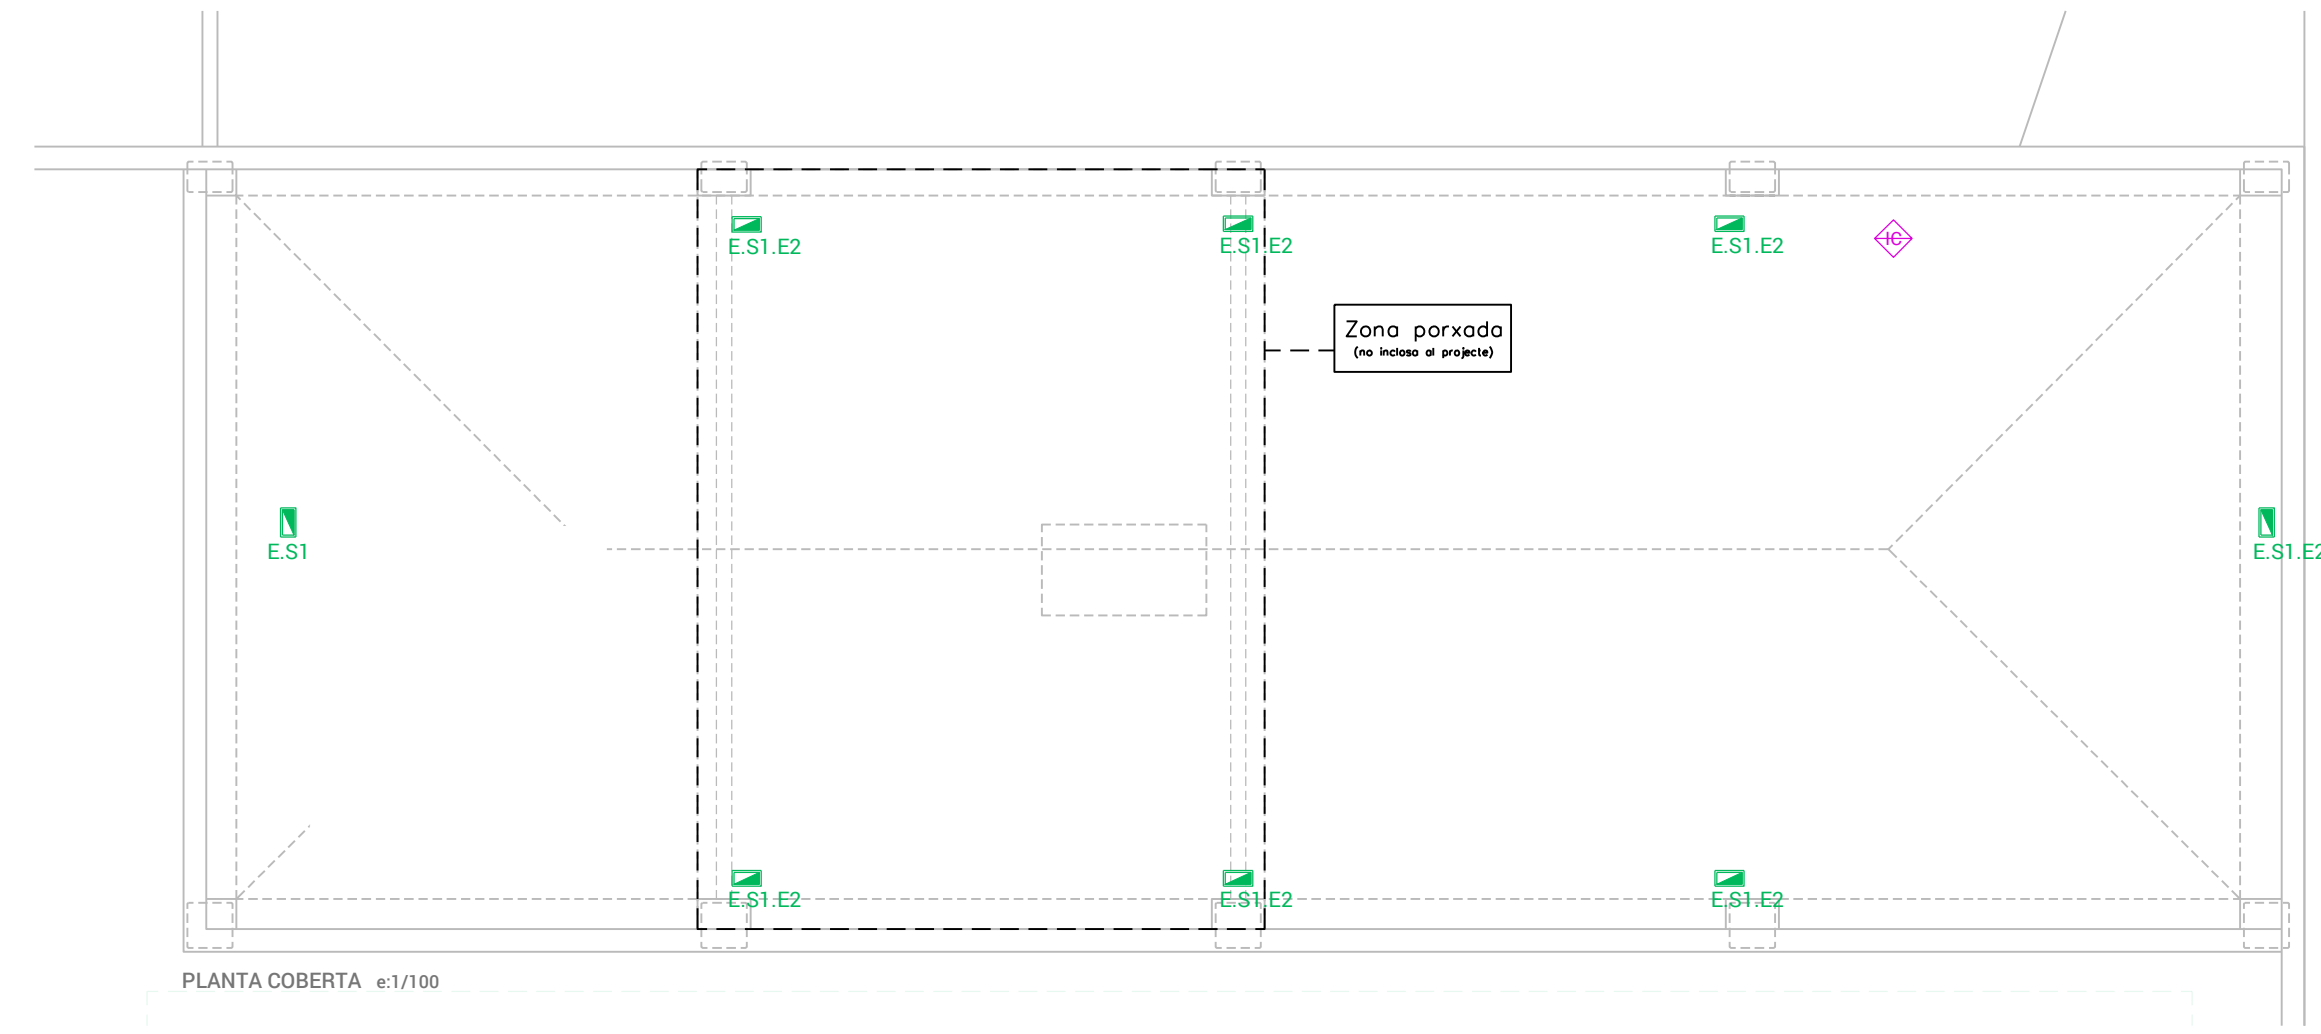 E.S1.E2
E.S1.E2
E.S1.E2
IC
Zona porxada
(no inclosa al projecte)
E.S1
E.S1.E2
E.S1.E2
E.S1.E2
E.S1.E2
PLANTA COBERTA e:1/100